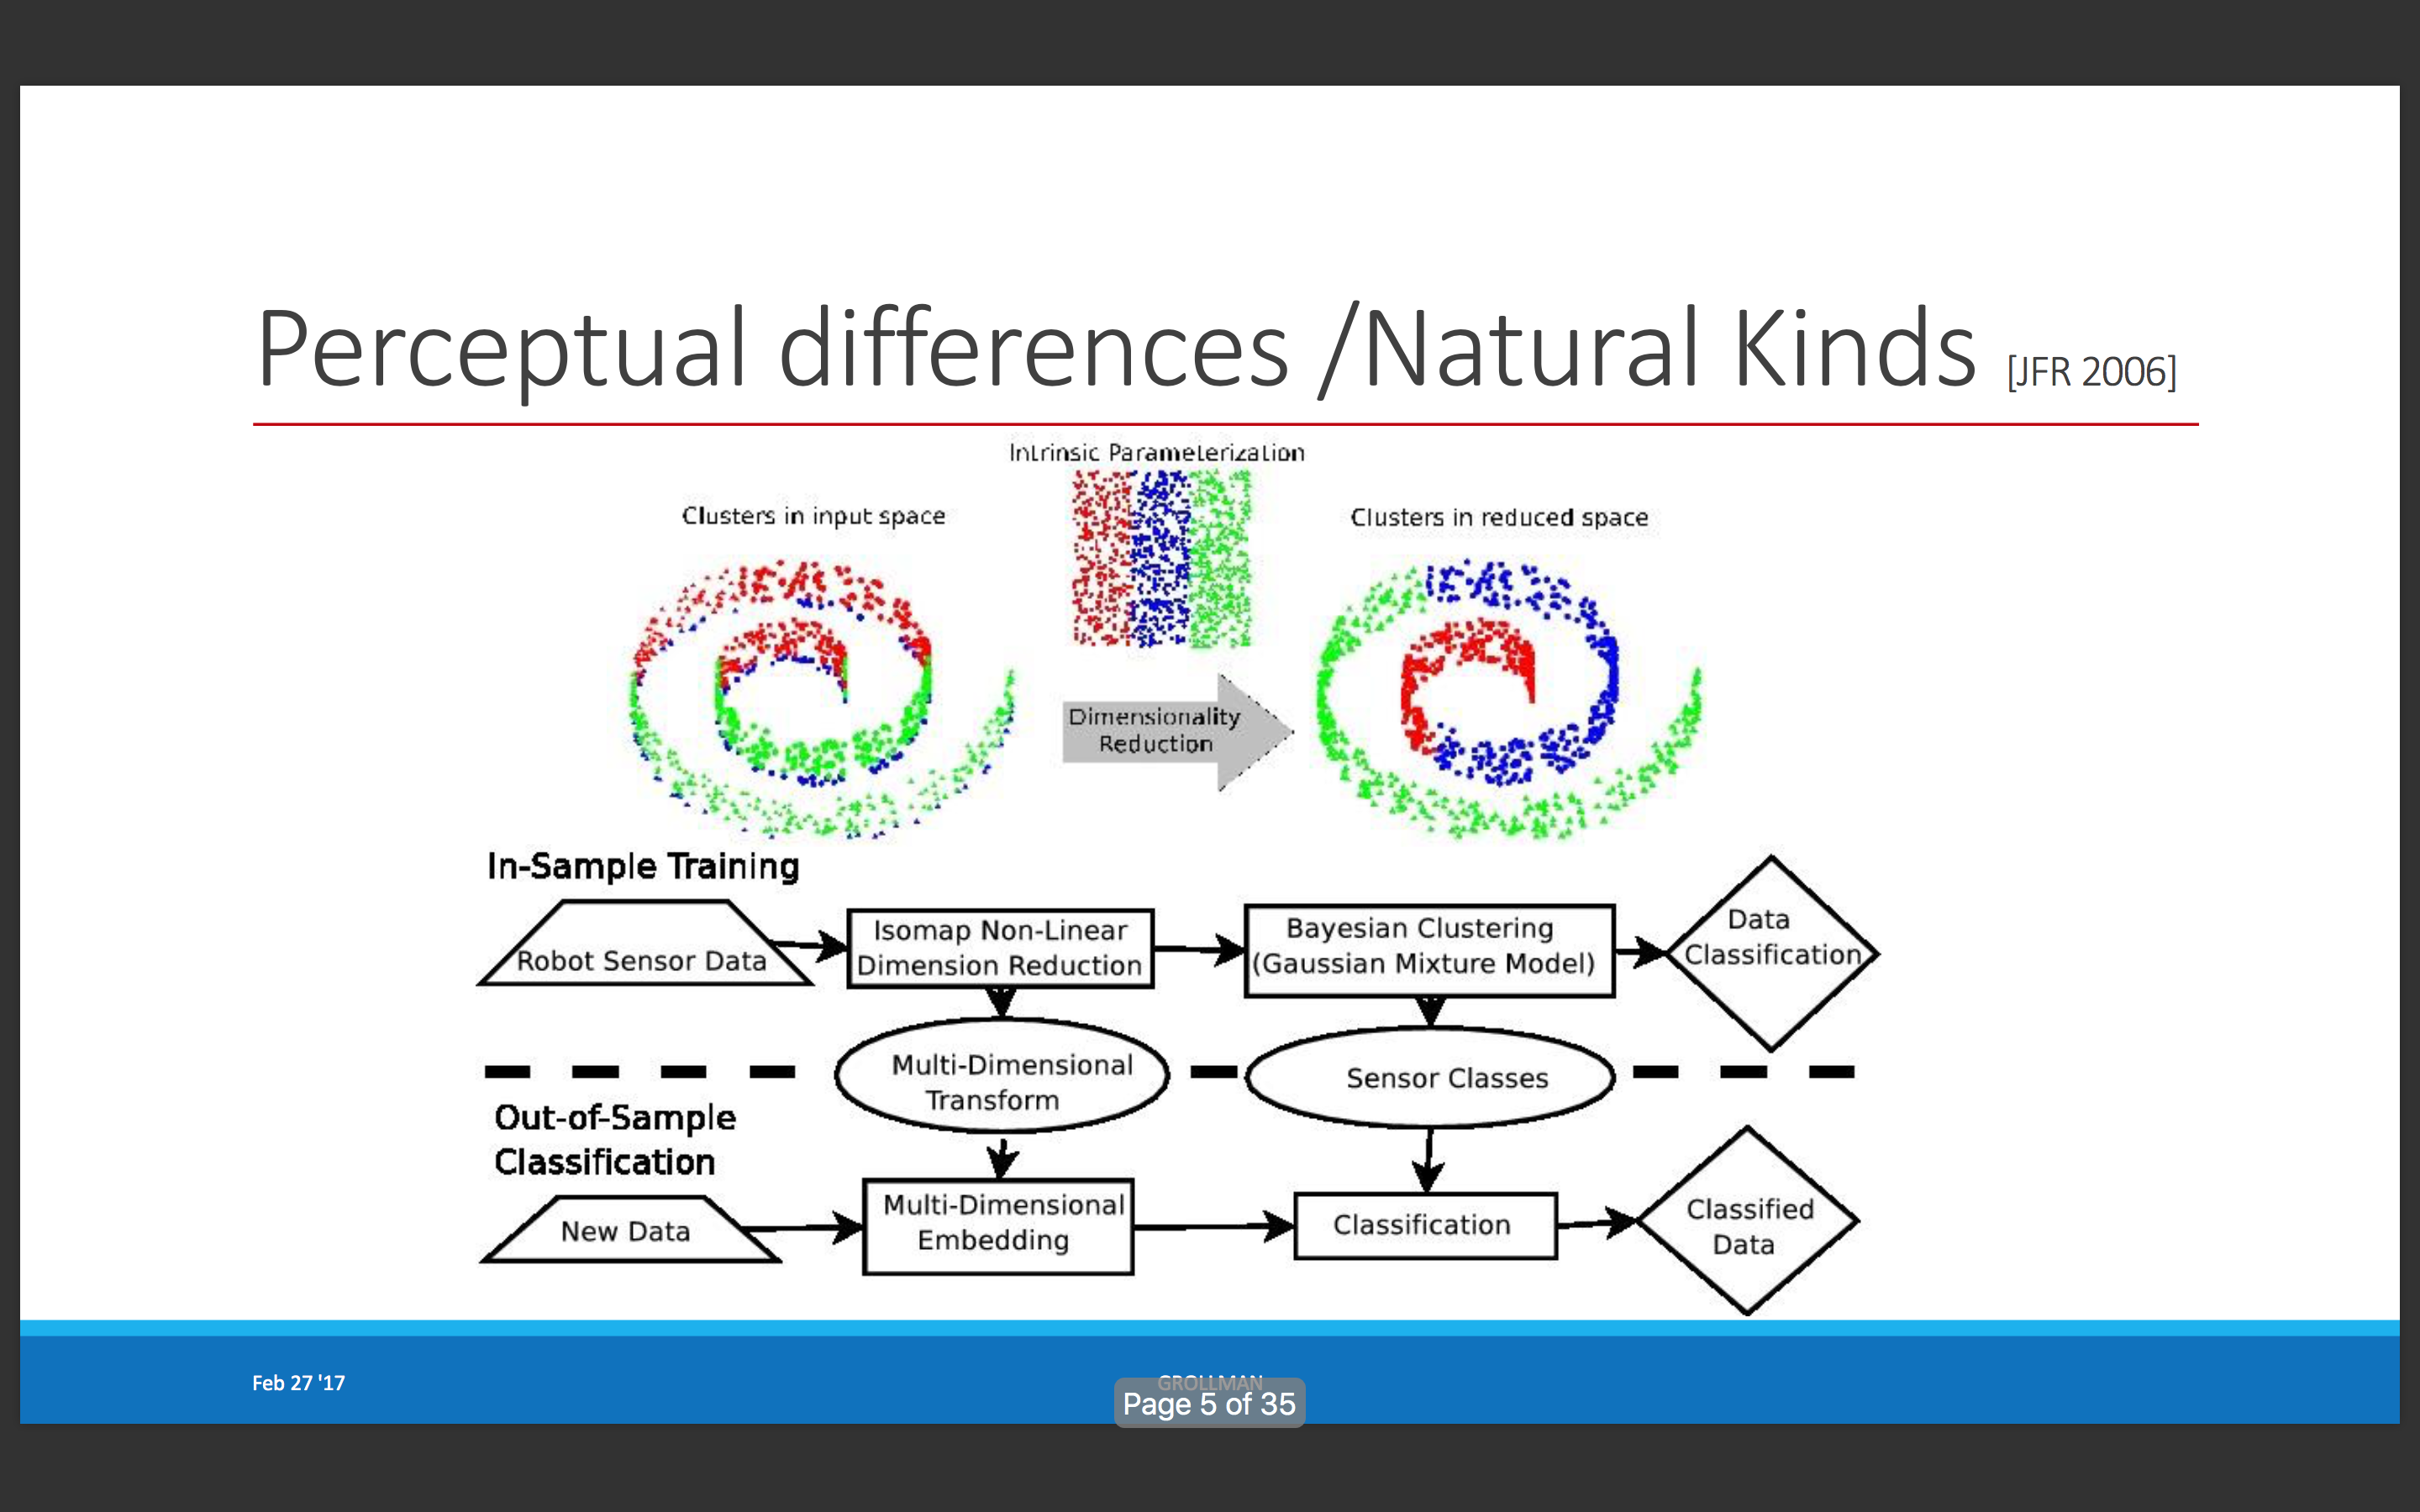 Perceptual differences /Natural Kinds [JFR 2006]
Intrinsic Parameterization
Clusters in input space
Clusters in reduced space
Dimensionality
Reduction
In-Sample Training
Robot Sensor Data
Isomap Non-Linear
Dimension Reduction
Bayesian Clustering
(Gaussian Mixture Model)
Data
Classification
Multi-Dimensional
Transform
Sensor Classes
Out-of-Sample
Classification
New Data
Multi-Dimensional
Embedding
Classification
Classified
Data
Feb 27 '17
GROLLMAN
Page 5 of 35